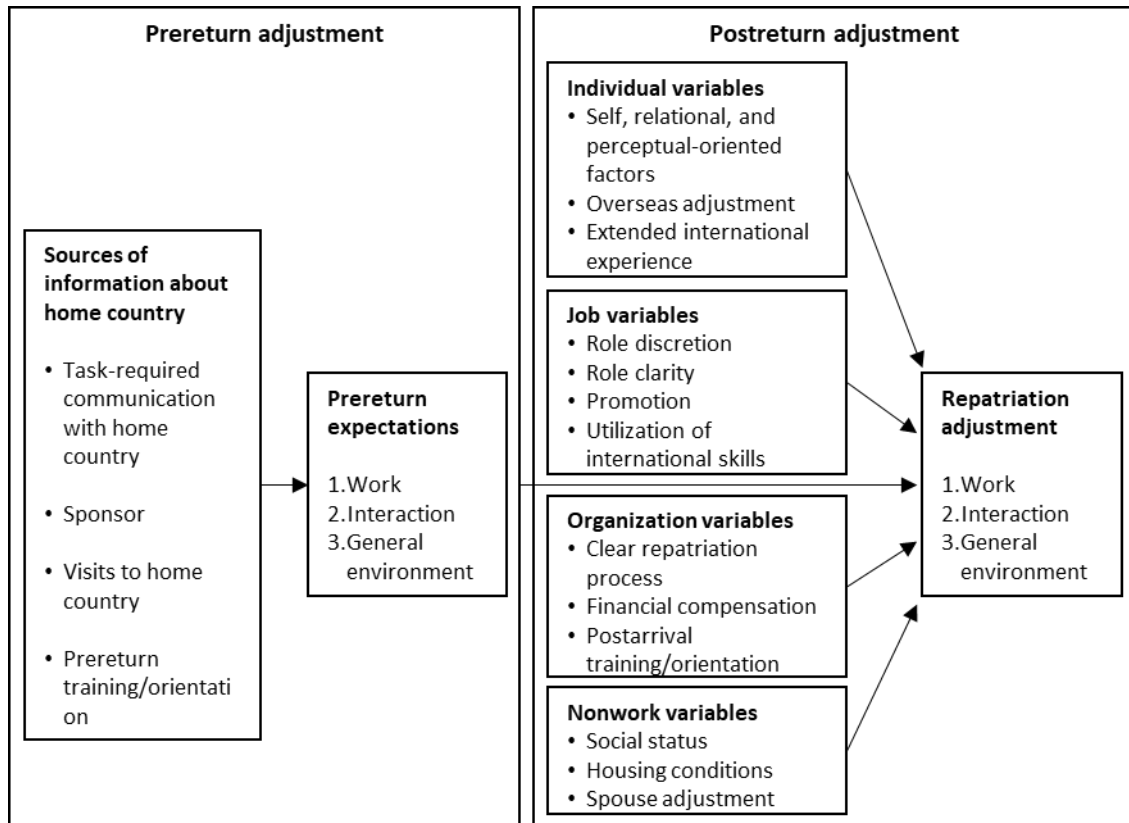 Prereturn adjustment
Sources of
information about
home country
• Task-required
communication
with home
country
• Sponsor
• Visits to home
country
• Prereturn
training/orientati
on
Prereturn
expectations
1.Work
2.Interaction
3.General
environment
Postreturn adjustment
Individual variables
• Self, relational, and
perceptual-oriented
factors
• Overseas adjustment
• Extended international
experience
Job variables
• Role discretion
• Role clarity
• Promotion
• Utilization of
international skills
Organization variables
• Clear repatriation
process
• Financial compensation
• Postarrival
training/orientation
Nonwork variables
• Social status
• Housing conditions
• Spouse adjustment
Repatriation
adjustment
1.Work
2.Interaction
3.General
environment